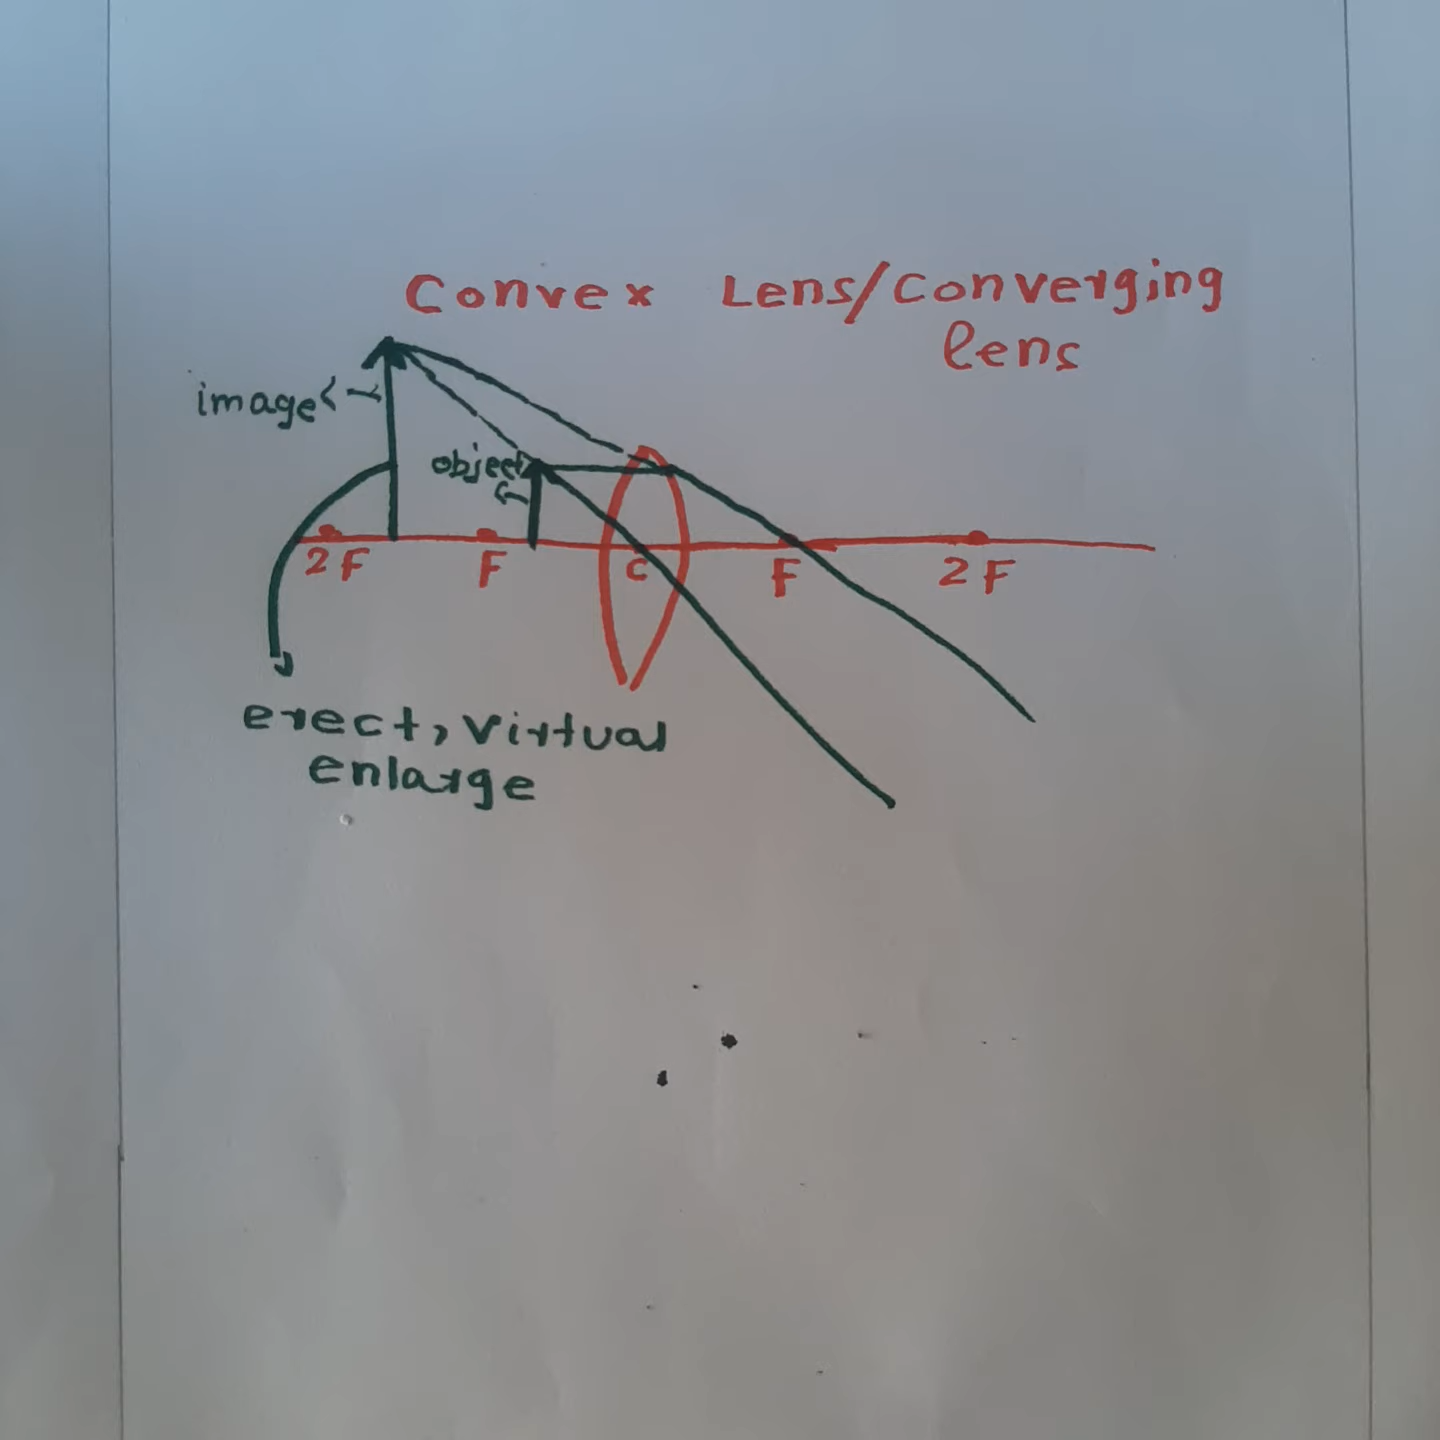 Convex Lens/Converging
lens
image
object
2F F C F 2F
erect, virtual
enlarge